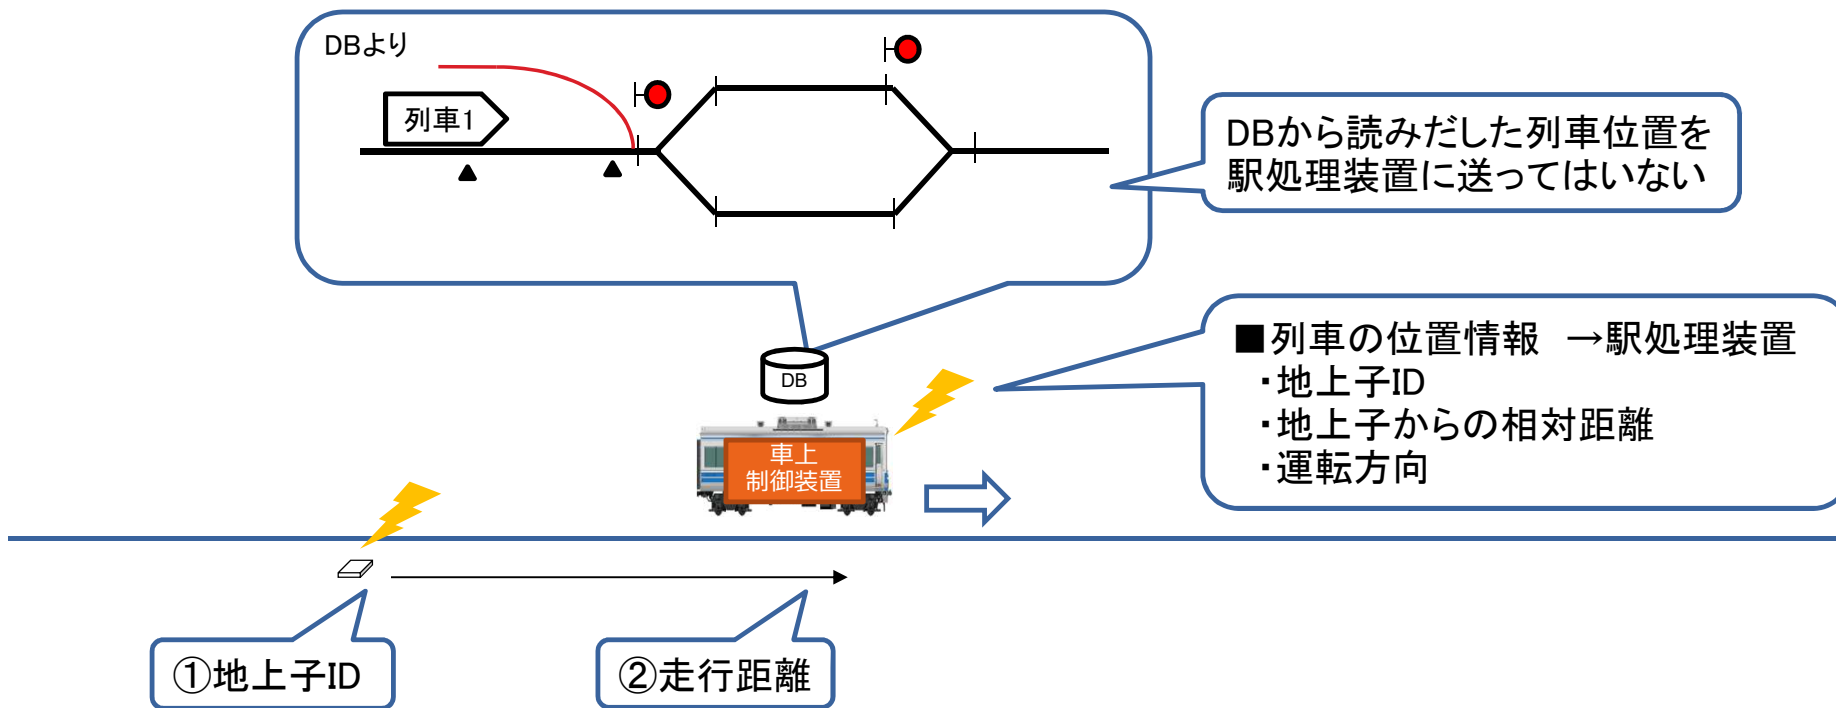 DBより
列車1
DBから読みだした列車位置を
駅処理装置に送ってはいない
DB
■列車の位置情報　→駅処理装置
・地上子ID
・地上子からの相対距離
・運転方向
車上
制御装置
①地上子ID
②走行距離